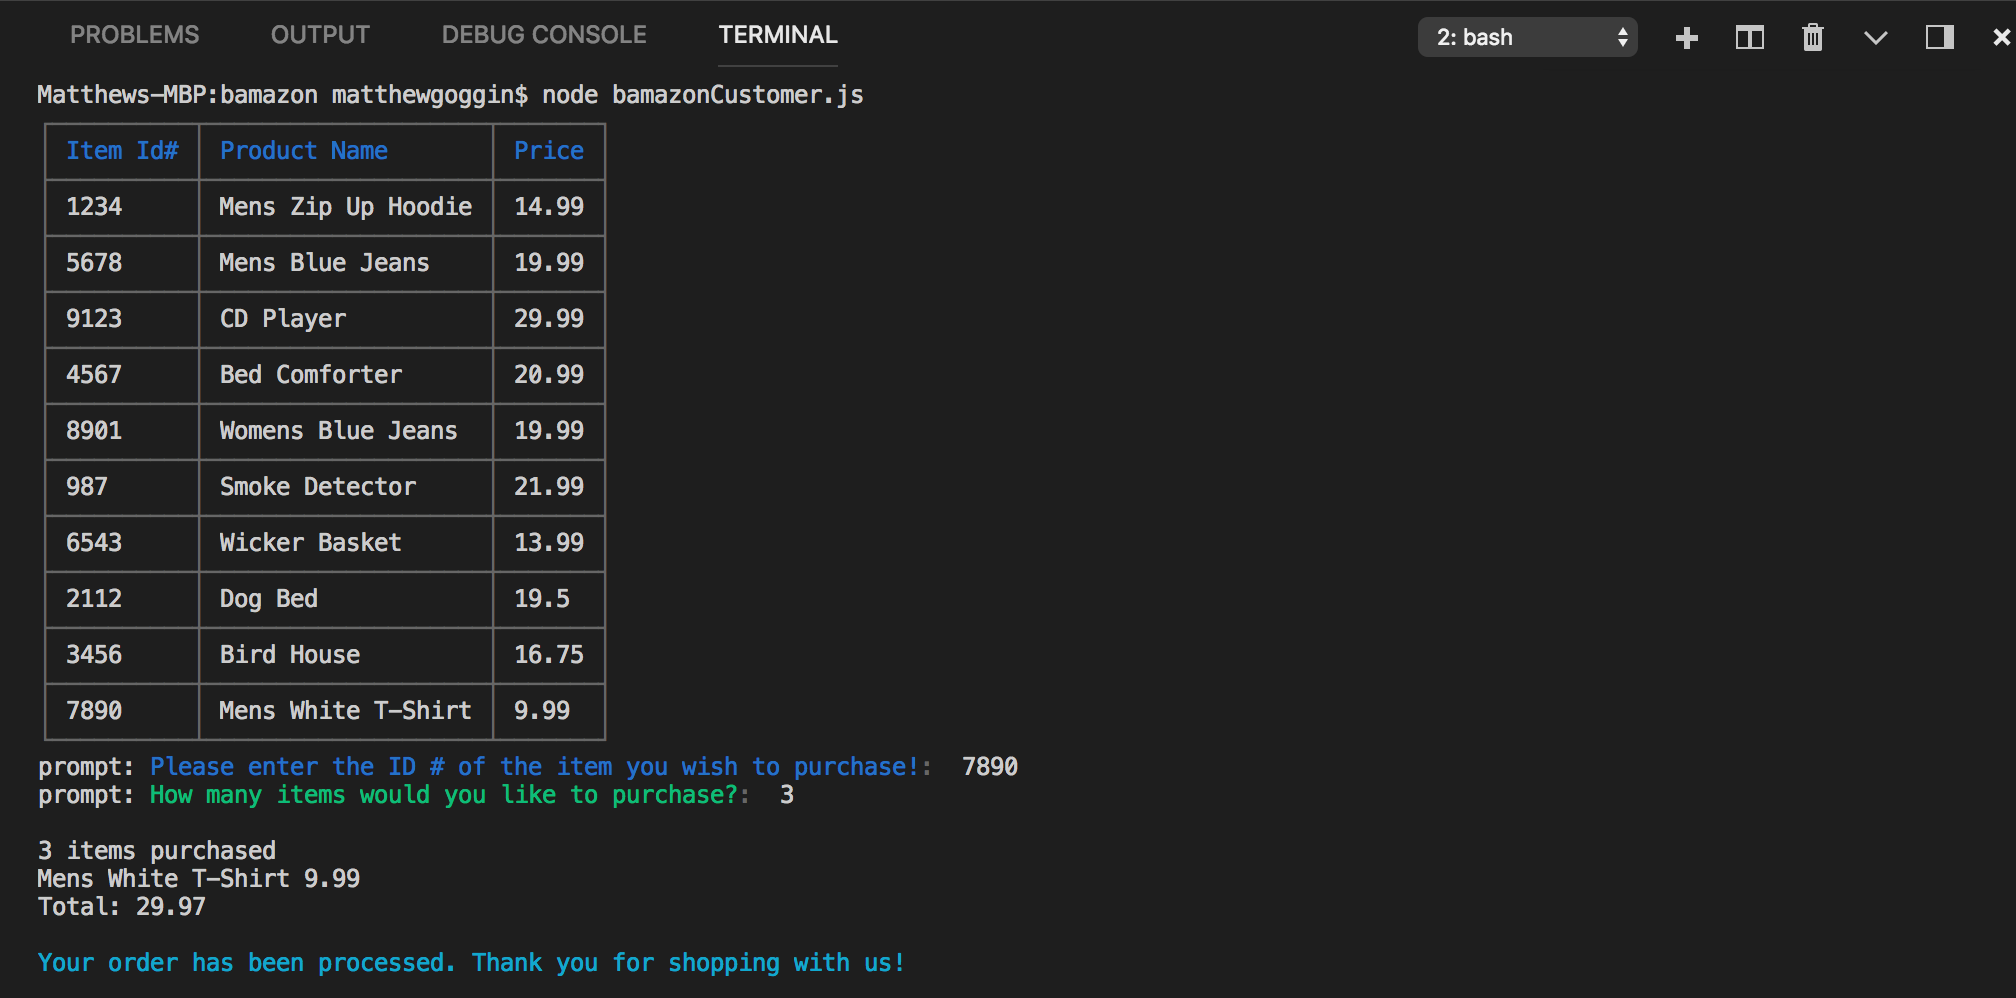 PROBLEMS OUTPUT DEBUG CONSOLE TERMINAL 2: bash
Matthews-MBP:bamazon matthewgoggin$ node bamazonCustomer.js
Item Id# Product Name Price
1234 Mens Zip Up Hoodie 14.99
5678 Mens Blue Jeans 19.99
9123 CD Player 29.99
4567 Bed Comforter 20.99
8901 Womens Blue Jeans 19.99
987 Smoke Detector 21.99
6543 Wicker Basket 13.99
2112 Dog Bed 19.5
3456 Bird House 16.75
7890 Mens White T-Shirt 9.99
prompt: Please enter the ID # of the item you wish to purchase!: 7890
prompt: How many items would you like to purchase?: 3
3 items purchased
Mens White T-Shirt 9.99
Total: 29.97
Your order has been processed. Thank you for shopping with us!